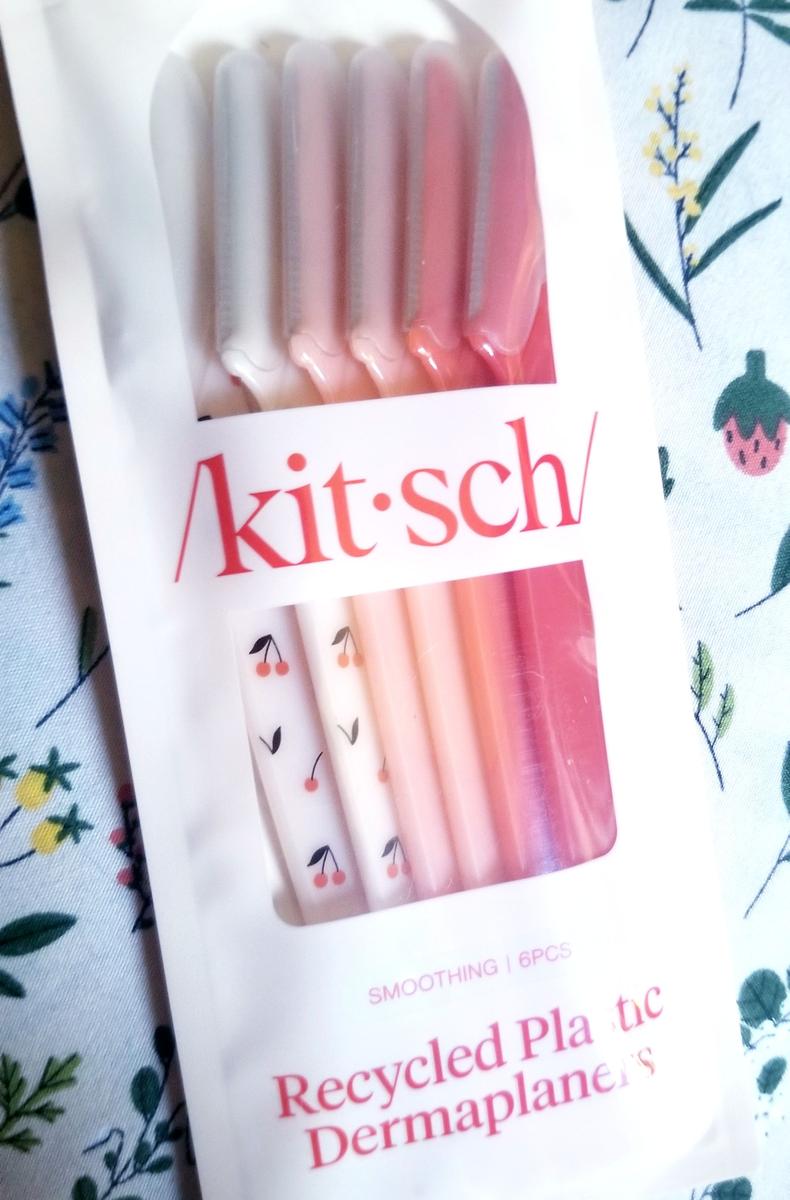 /kit·sch/
SMOOTHING | 6PCS
Recycled Plastic
Dermaplaners